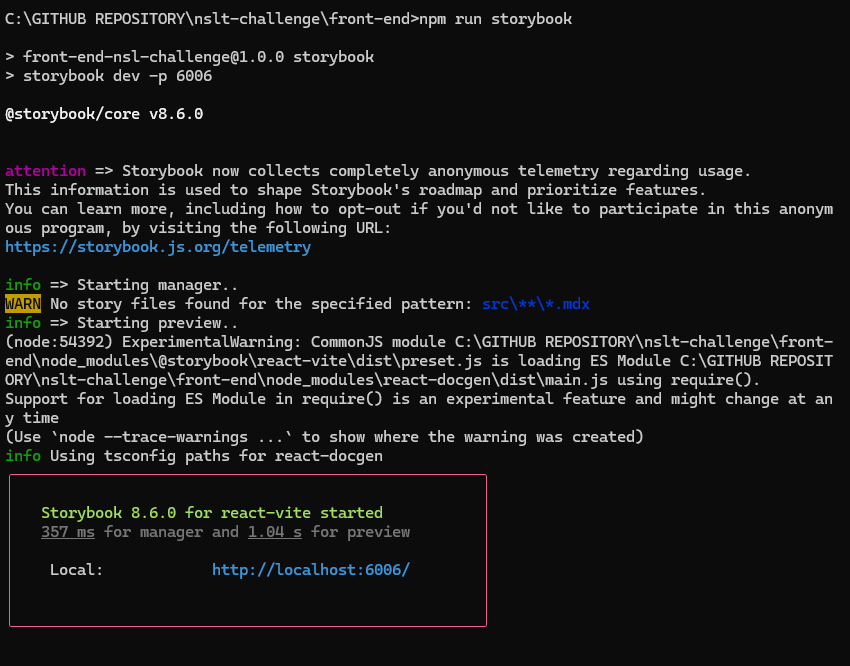 C:\GITHUB REPOSITORY\nslt-challenge\front-end>npm run storybook
> front-end-nsl-challenge@1.0.0 storybook
> storybook dev -p 6006
@storybook/core v8.6.0
attention => Storybook now collects completely anonymous telemetry regarding usage.
This information is used to shape Storybook's roadmap and prioritize features.
You can learn more, including how to opt-out if you'd not like to participate in this anonym
ous program, by visiting the following URL:
https://storybook.js.org/telemetry
info => Starting manager..
WARN No story files found for the specified pattern: src\**\*.mdx
info => Starting preview..
(node:54392) ExperimentalWarning: CommonJS module C:\GITHUB REPOSITORY\nslt-challenge\front-
end\node_modules\@storybook\react-vite\dist\preset.js is loading ES Module C:\GITHUB REPOSIT
ORY\nslt-challenge\front-end\node_modules\react-docgen\dist\main.js using require().
Support for loading ES Module in require() is an experimental feature and might change at an
y time
(Use `node --trace-warnings ...` to show where the warning was created)
info Using tsconfig paths for react-docgen
Storybook 8.6.0 for react-vite started
357 ms for manager and 1.04 s for preview
Local: http://localhost:6006/